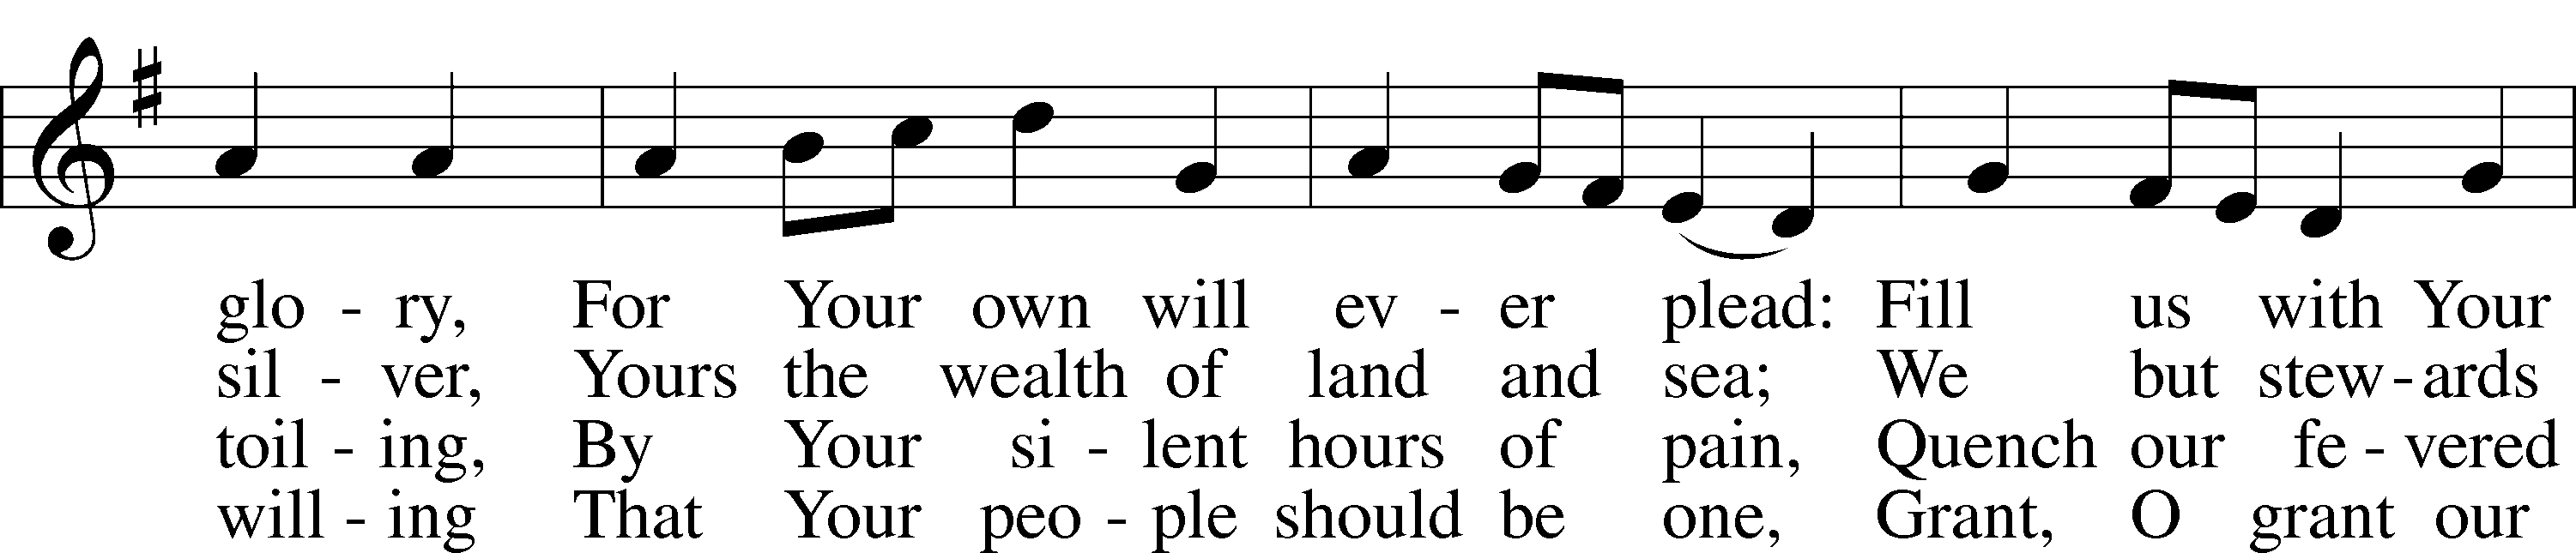 glo - ry, For Your own will ev - er plead: Fill us with Your
sil - ver, Yours the wealth of land and sea; We but stew - ards
toil - ing, By Your si - lent hours of pain, Quench our fe - vered
will - ing That Your peo - ple should be one, Grant, O grant our